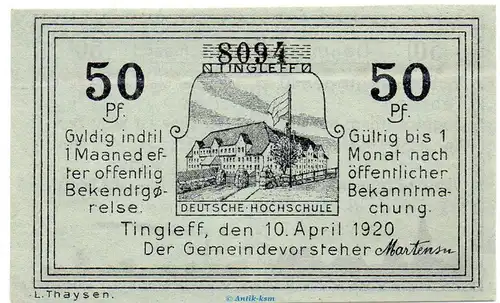 8094
TINGLEFF
50
Pf.
50
Pf.
Gyldig indtil
1 Maaned ef-
ter offentlig
Bekendtgø-
relse.
Gültig bis 1
Monat nach
öffentlicher
Bekanntma-
chung.
DEUTSCHE-HOCHSCHULE
Tingleff, den 10. April 1920
Der Gemeindevorsteher Martensen
L. Thaysen.
© Antik-ksm